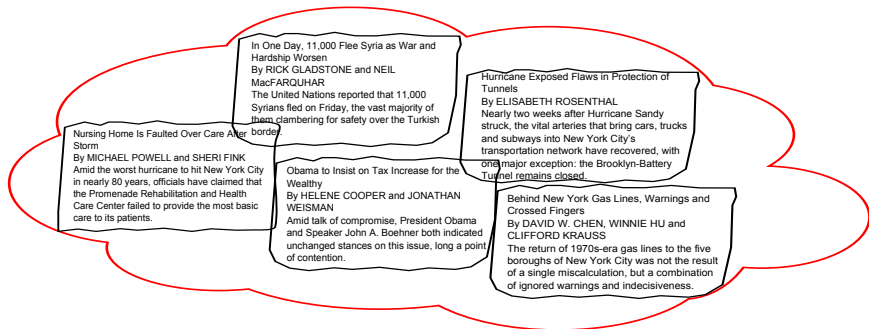 In One Day, 11,000 Flee Syria as War and
Hardship Worsen
By RICK GLADSTONE and NEIL
MacFARQUHAR
The United Nations reported that 11,000
Syrians fled on Friday, the vast majority of
them clambering for safety over the Turkish
border.
Hurricane Exposed Flaws in Protection of
Tunnels
By ELISABETH ROSENTHAL
Nearly two weeks after Hurricane Sandy
struck, the vital arteries that bring cars, trucks
and subways into New York City's
transportation network have recovered, with
one major exception: the Brooklyn-Battery
Tunnel remains closed.
Nursing Home Is Faulted Over Care After
Storm
By MICHAEL POWELL and SHERI FINK
Amid the worst hurricane to hit New York City
in nearly 80 years, officials have claimed that
the Promenade Rehabilitation and Health
Care Center failed to provide the most basic
care to its patients.
Obama to Insist on Tax Increase for the
Wealthy
By HELENE COOPER and JONATHAN
WEISMAN
Amid talk of compromise, President Obama
and Speaker John A. Boehner both indicated
unchanged stances on this issue, long a point
of contention.
Behind New York Gas Lines, Warnings and
Crossed Fingers
By DAVID W. CHEN, WINNIE HU and
CLIFFORD KRAUSS
The return of 1970s-era gas lines to the five
boroughs of New York City was not the result
of a single miscalculation, but a combination
of ignored warnings and indecisiveness.